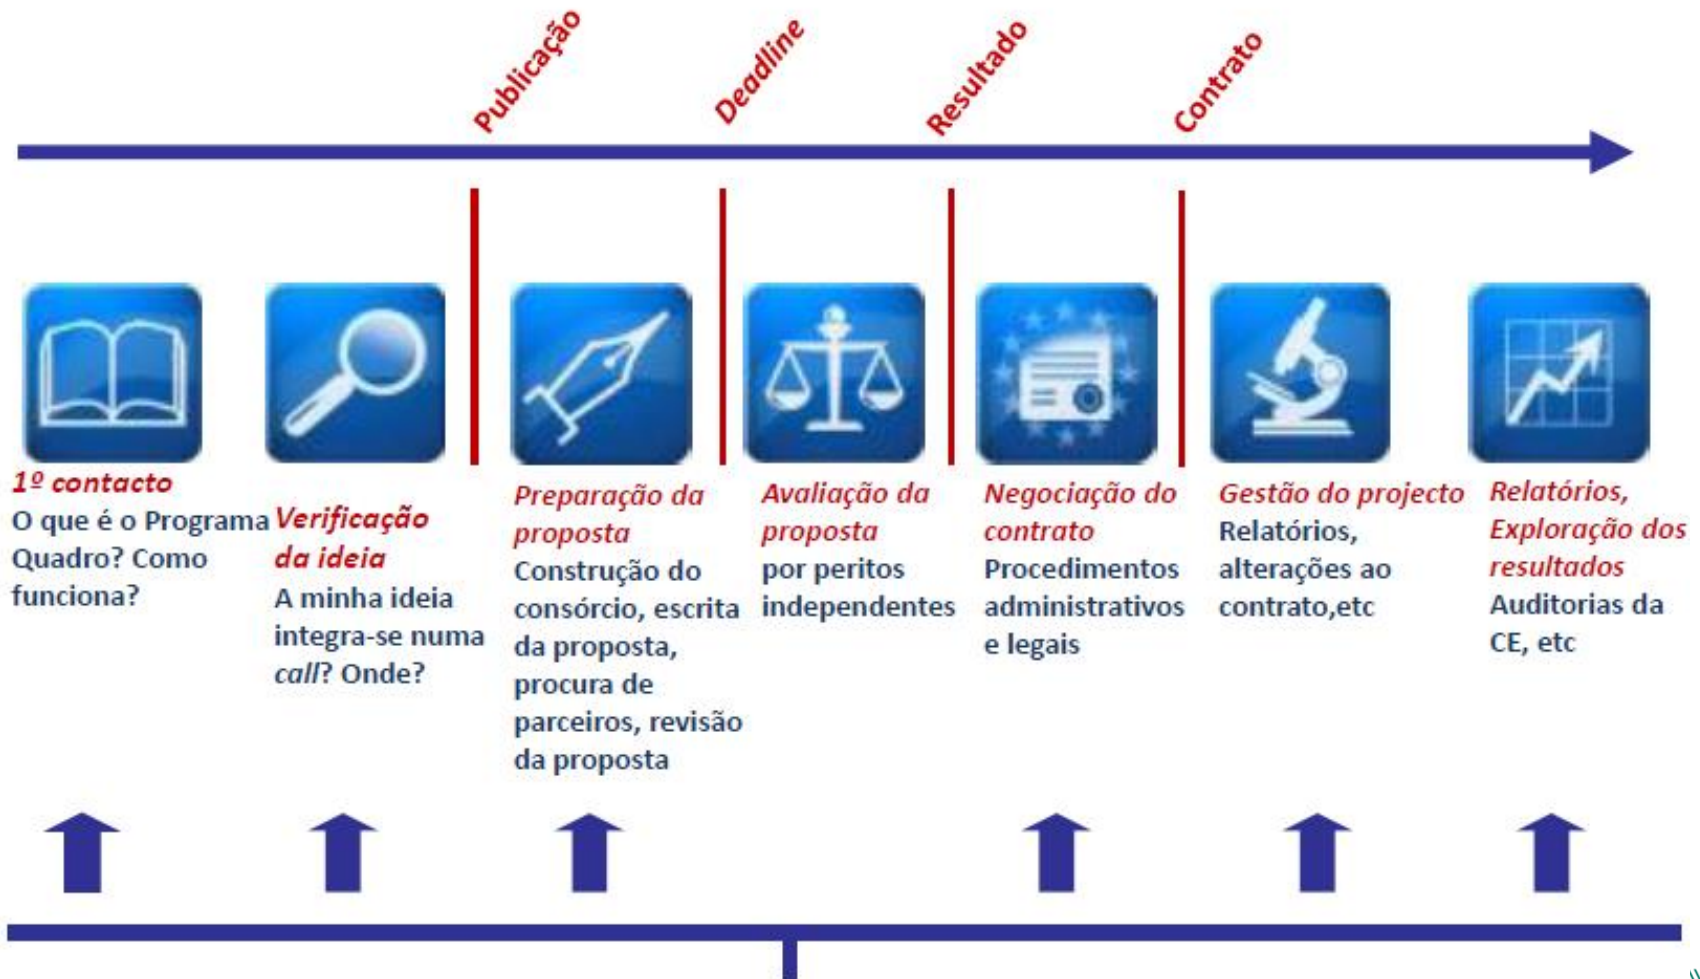 Publicação
Deadline
Resultado
Contrato
1º contacto
O que é o Programa
Quadro? Como
funciona?
Verificação
da ideia
A minha ideia
integra-se numa
call? Onde?
Preparação da
proposta
Construção do
consórcio, escrita
da proposta,
procura de
parceiros, revisão
da proposta
Avaliação da
proposta
por peritos
independentes
Negociação do
contrato
Procedimentos
administrativos
e legais
Gestão do projecto
Relatórios,
alterações ao
contrato,etc
Relatórios,
Exploração dos
resultados
Auditorias da
CE, etc